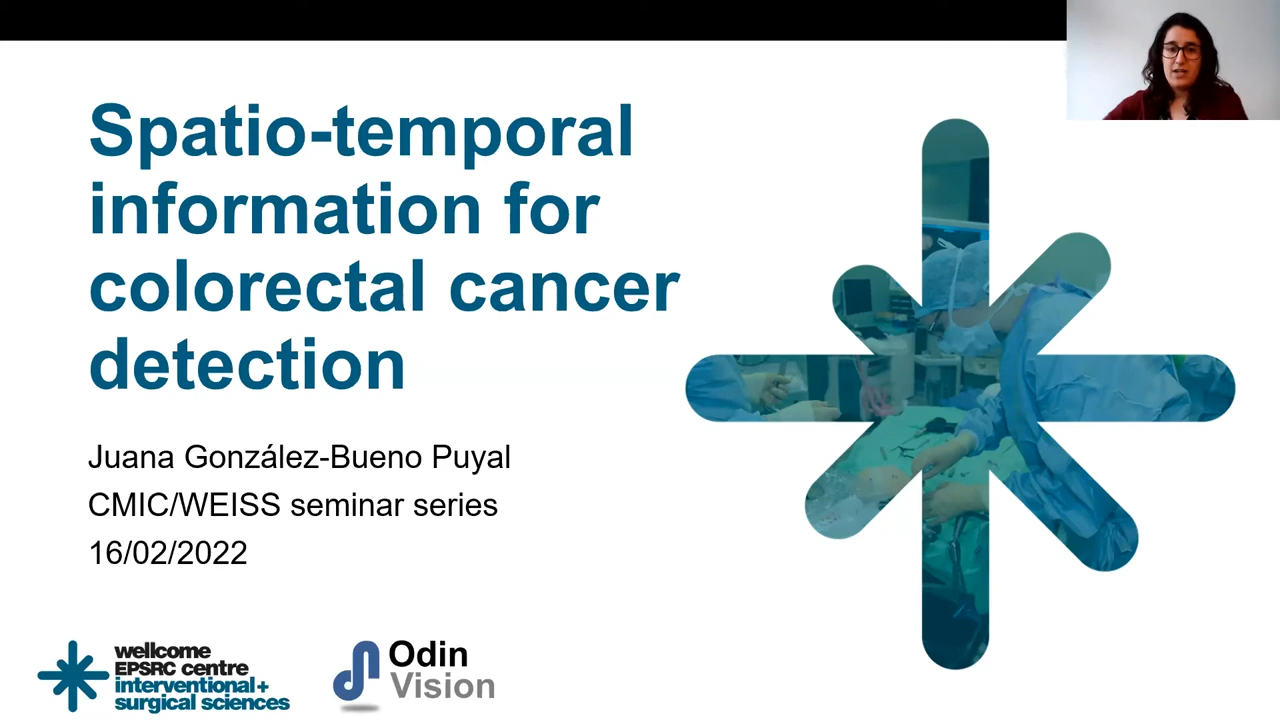 Spatio-temporal
information for
colorectal cancer
detection
Juana González-Bueno Puyal
CMIC/WEISS seminar series
16/02/2022
wellcome
EPSRC centre
interventional+
surgical sciences
Odin
Vision